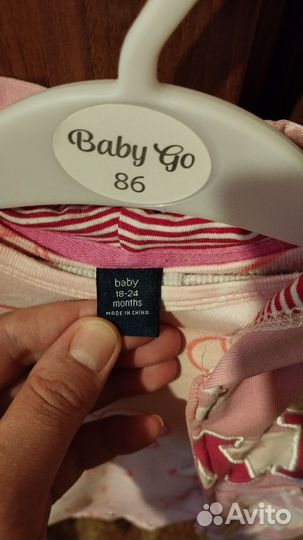 Baby Go
86
baby
18-24
months
MADE IN CHINA
Avito